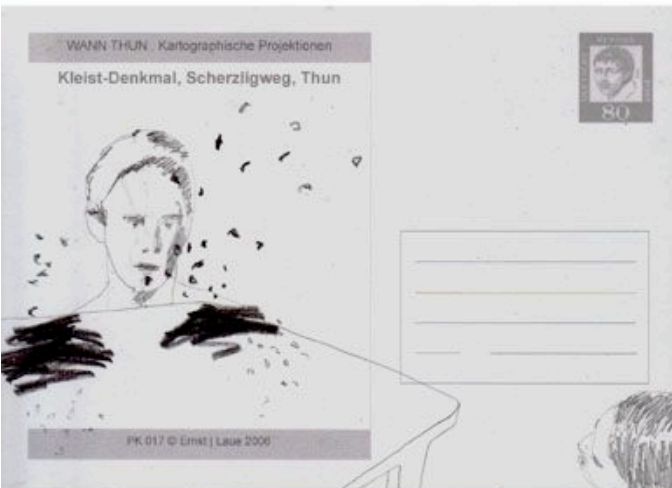 WANN THUN . Kartographische Projektionen
Kleist-Denkmal, Scherzligweg, Thun
80
PK 017 © Ernst | Laue 2006